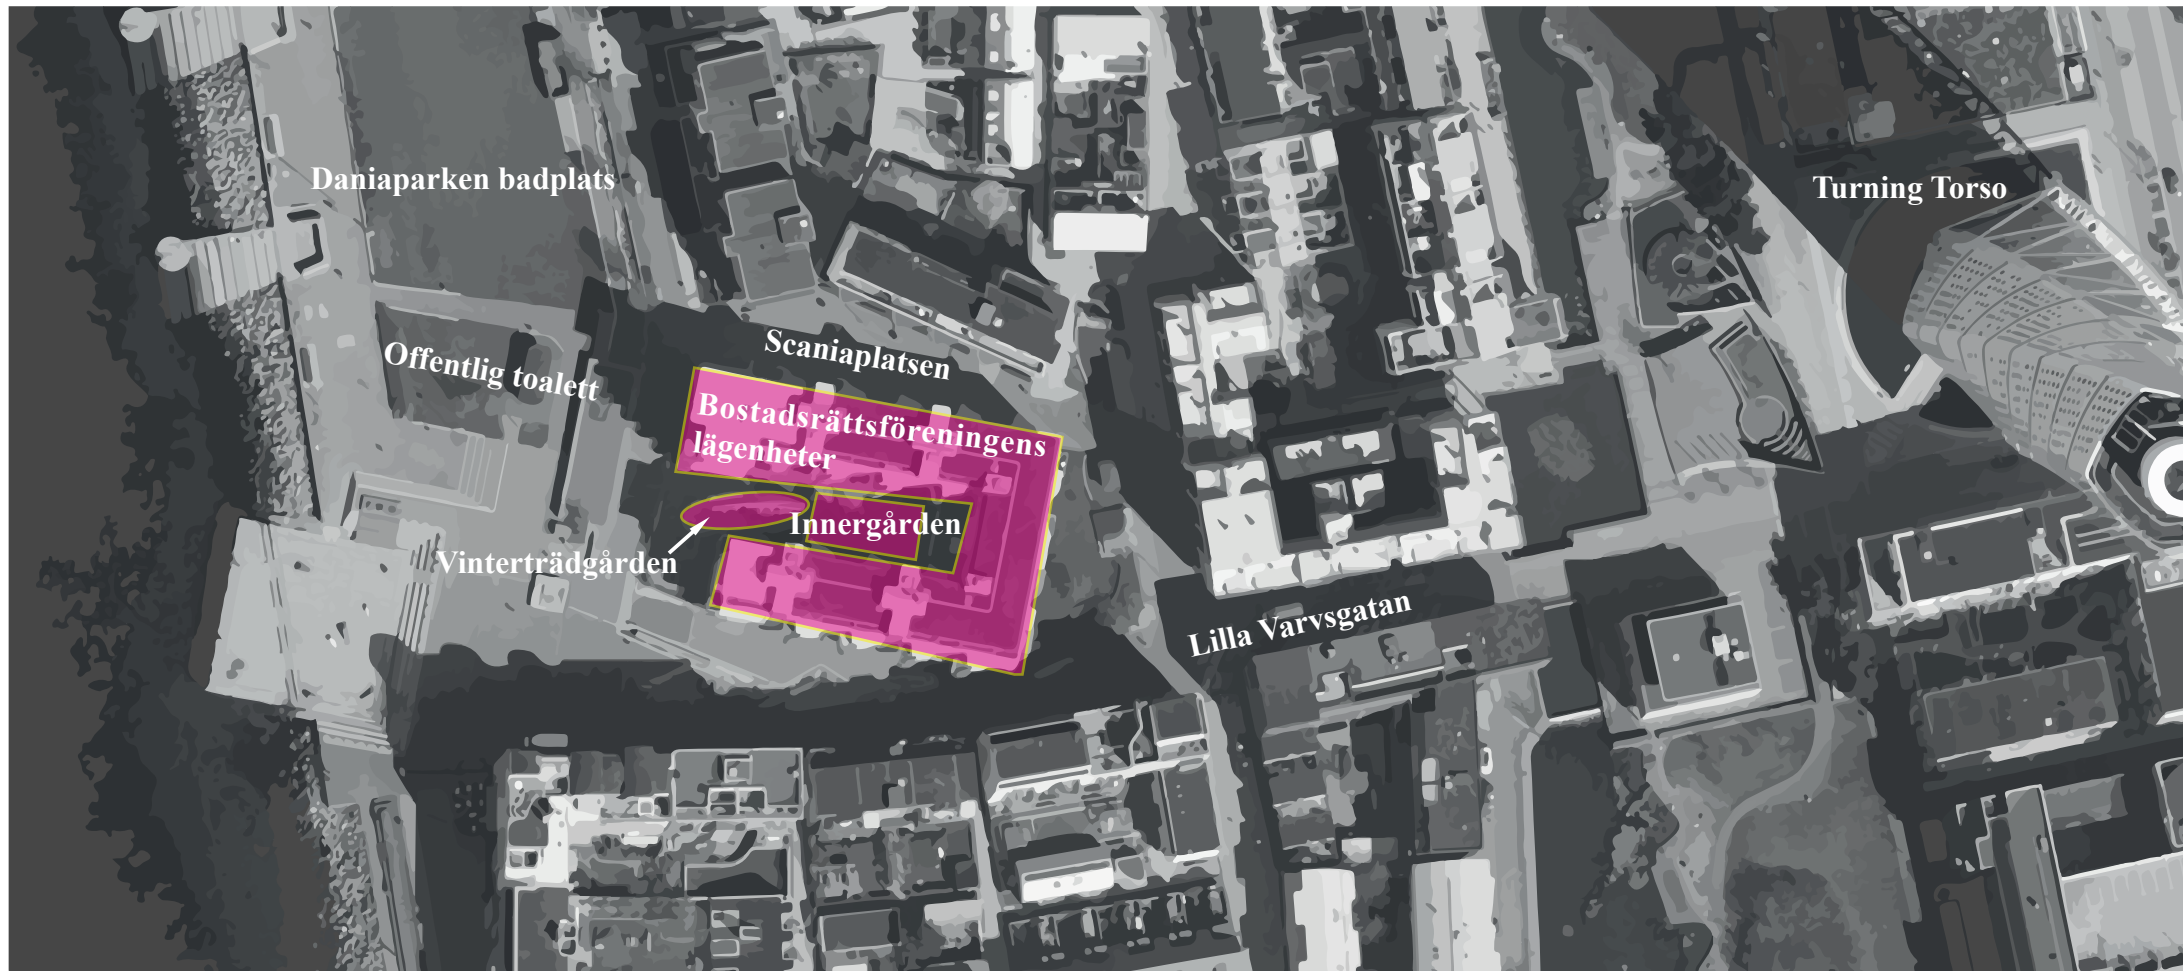 Daniaparken badplats
Turning Torso
Scaniaplatsen
Offentlig toalett
Bostadsrättsföreningens
lägenheter
Innergården
Vinterträdgården
Lilla Varvsgatan